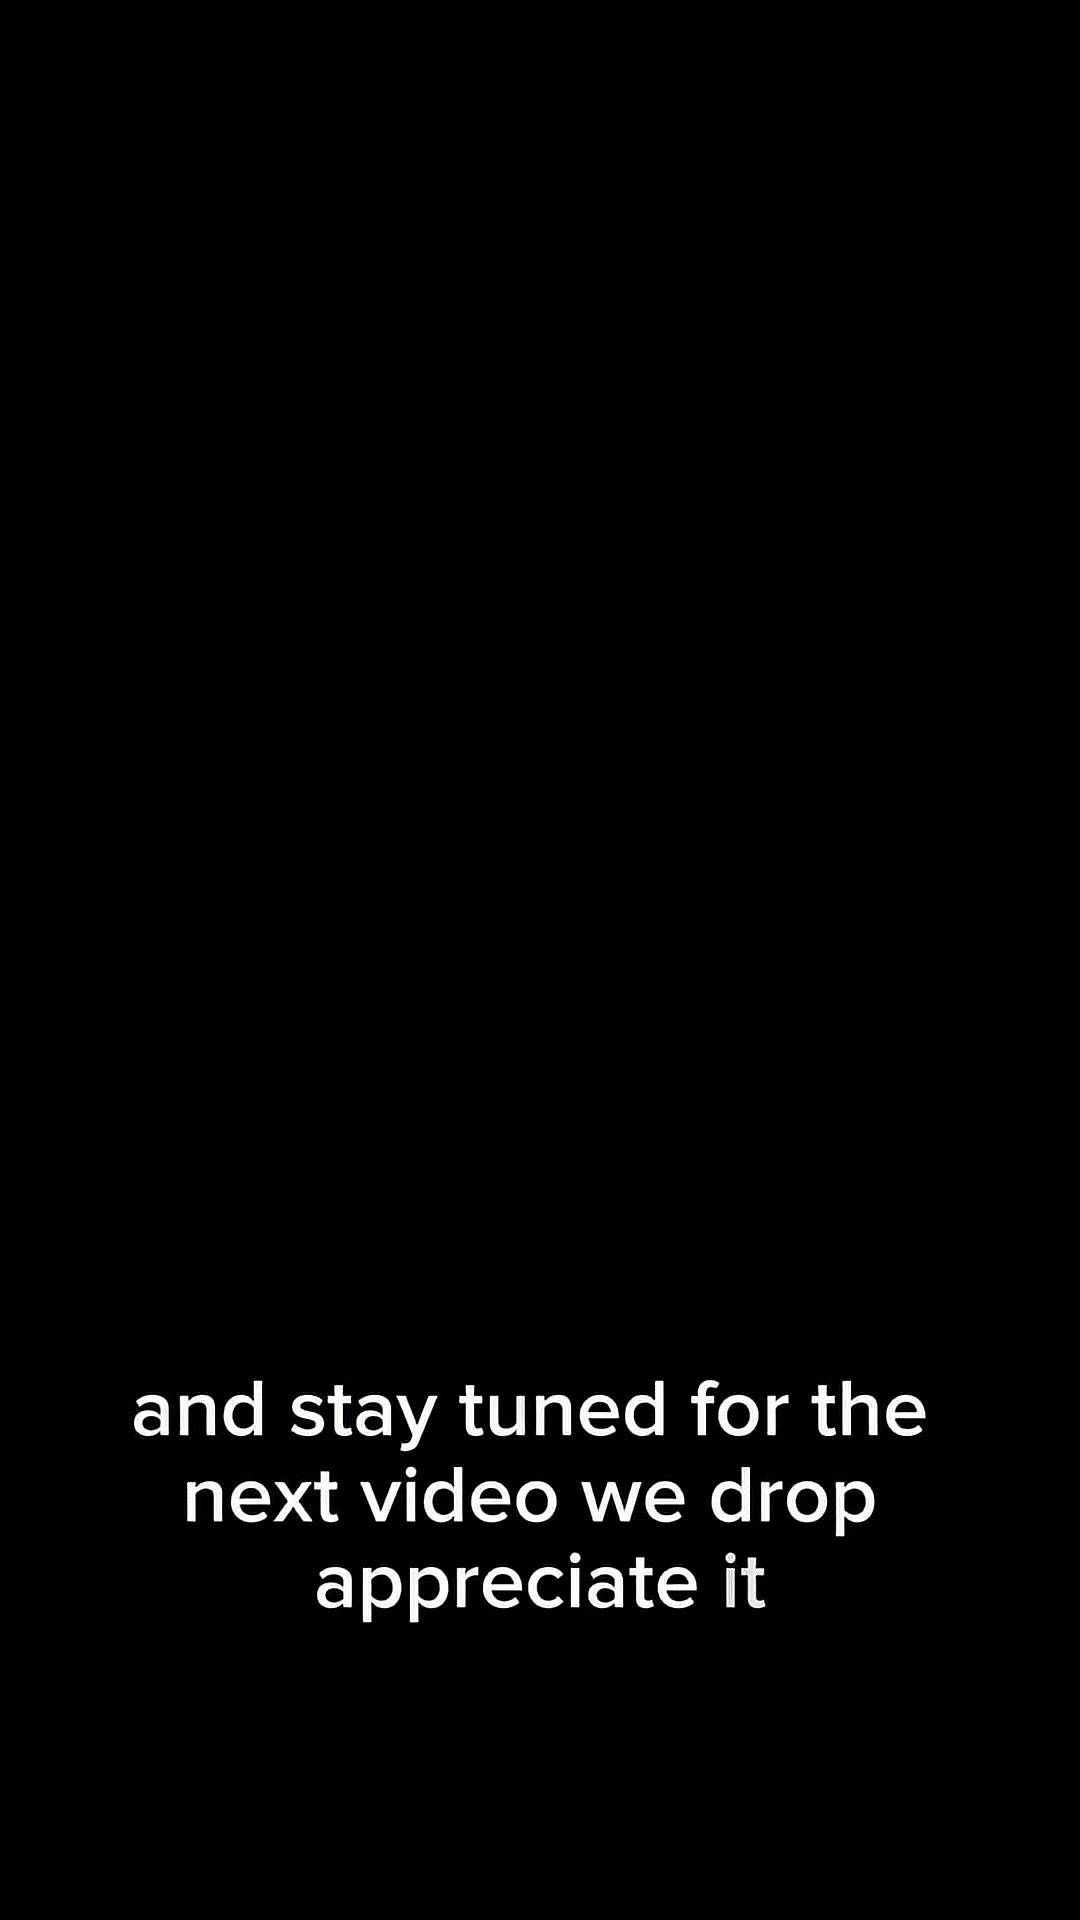 and stay tuned for the
next video we drop
appreciate it